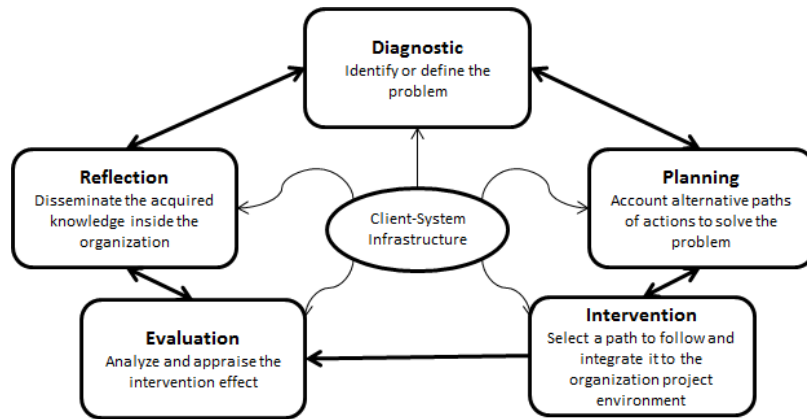 Diagnostic
Identify or define the
problem
Reflection
Disseminate the acquired
knowledge inside the
organization
Client-System
Infrastructure
Planning
Account alternative paths
of actions to solve the
problem
Evaluation
Analyze and appraise the
intervention effect
Intervention
Select a path to follow and
integrate it to the
organization project
environment